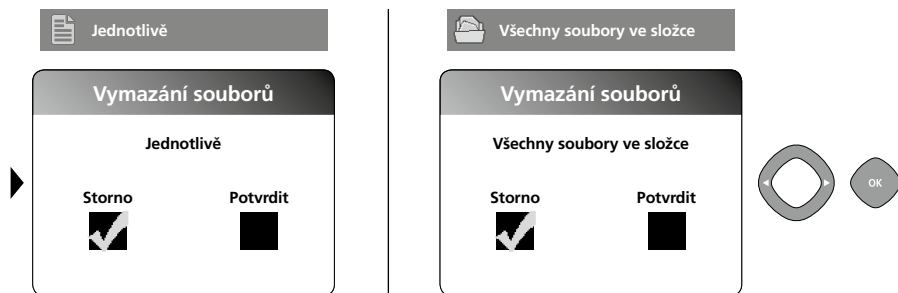 Jednotlivě
Vymazání souborů
Jednotlivě
Storno Potvrdit
Všechny soubory ve složce
Vymazání souborů
Všechny soubory ve složce
Storno Potvrdit
OK